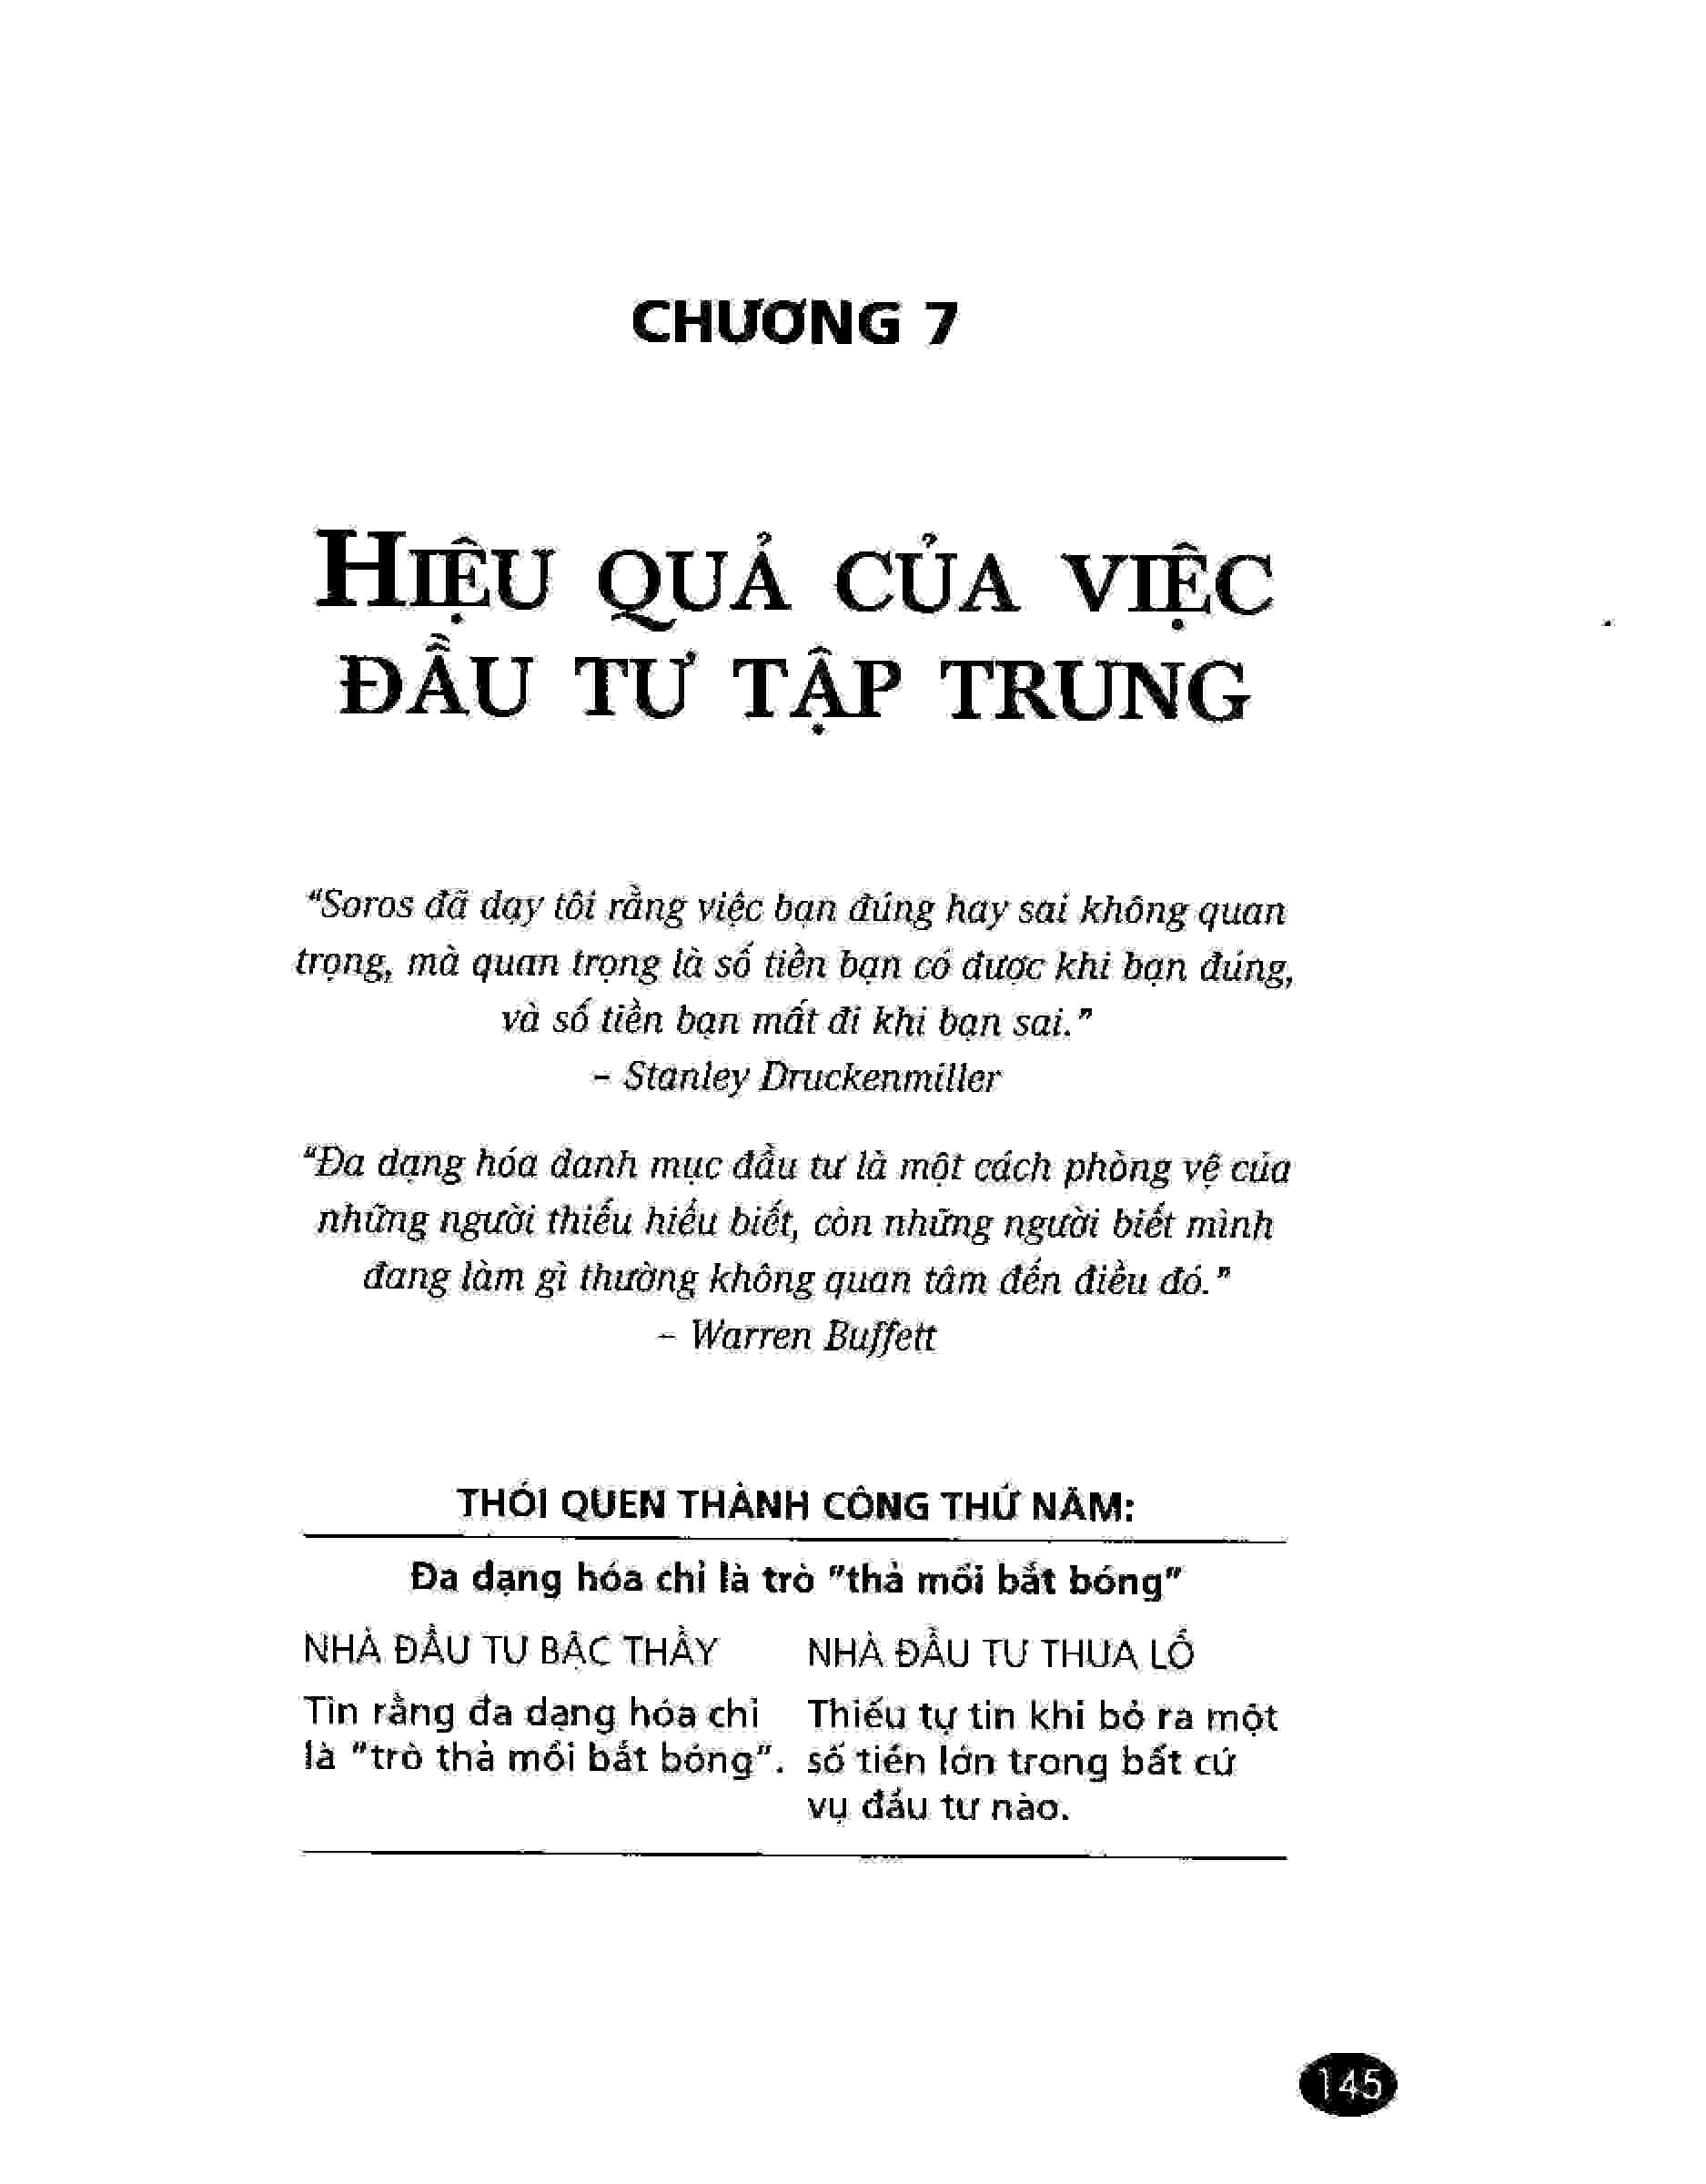 CHƯƠNG 7
HIỆU QUẢ CỦA VIỆC
ĐẦU TƯ TẬP TRUNG
“Soros đã dạy tôi rằng việc bạn đúng hay sai không quan
trọng, mà quan trọng là số tiền bạn có được khi bạn đúng,
và số tiền bạn mất đi khi bạn sai.”
– Stanley Druckenmiller
“Đa dạng hóa danh mục đầu tư là một cách phòng vệ của
những người thiếu hiểu biết, còn những người biết mình
đang làm gì thường không quan tâm đến điều đó.”
– Warren Buffett
THÓI QUEN THÀNH CÔNG THỨ NĂM:
Đa dạng hóa chỉ là trò "thả mồi bắt bóng"
NHÀ ĐẦU TƯ BẬC THẦY
Tin rằng đa dạng hóa chỉ
là "trò thả mồi bắt bóng".
NHÀ ĐẦU TƯ THUA LỖ
Thiếu tự tin khi bỏ ra một
số tiền lớn trong bất cứ
vụ đầu tư nào.
145